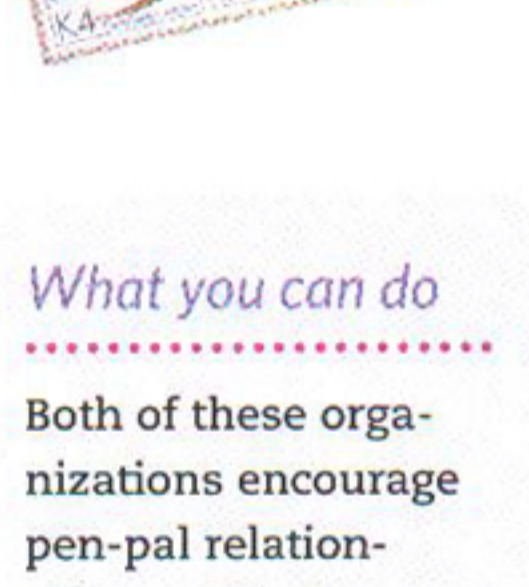 K4
What you can do
Both of these orga-
nizations encourage
pen-pal relation-